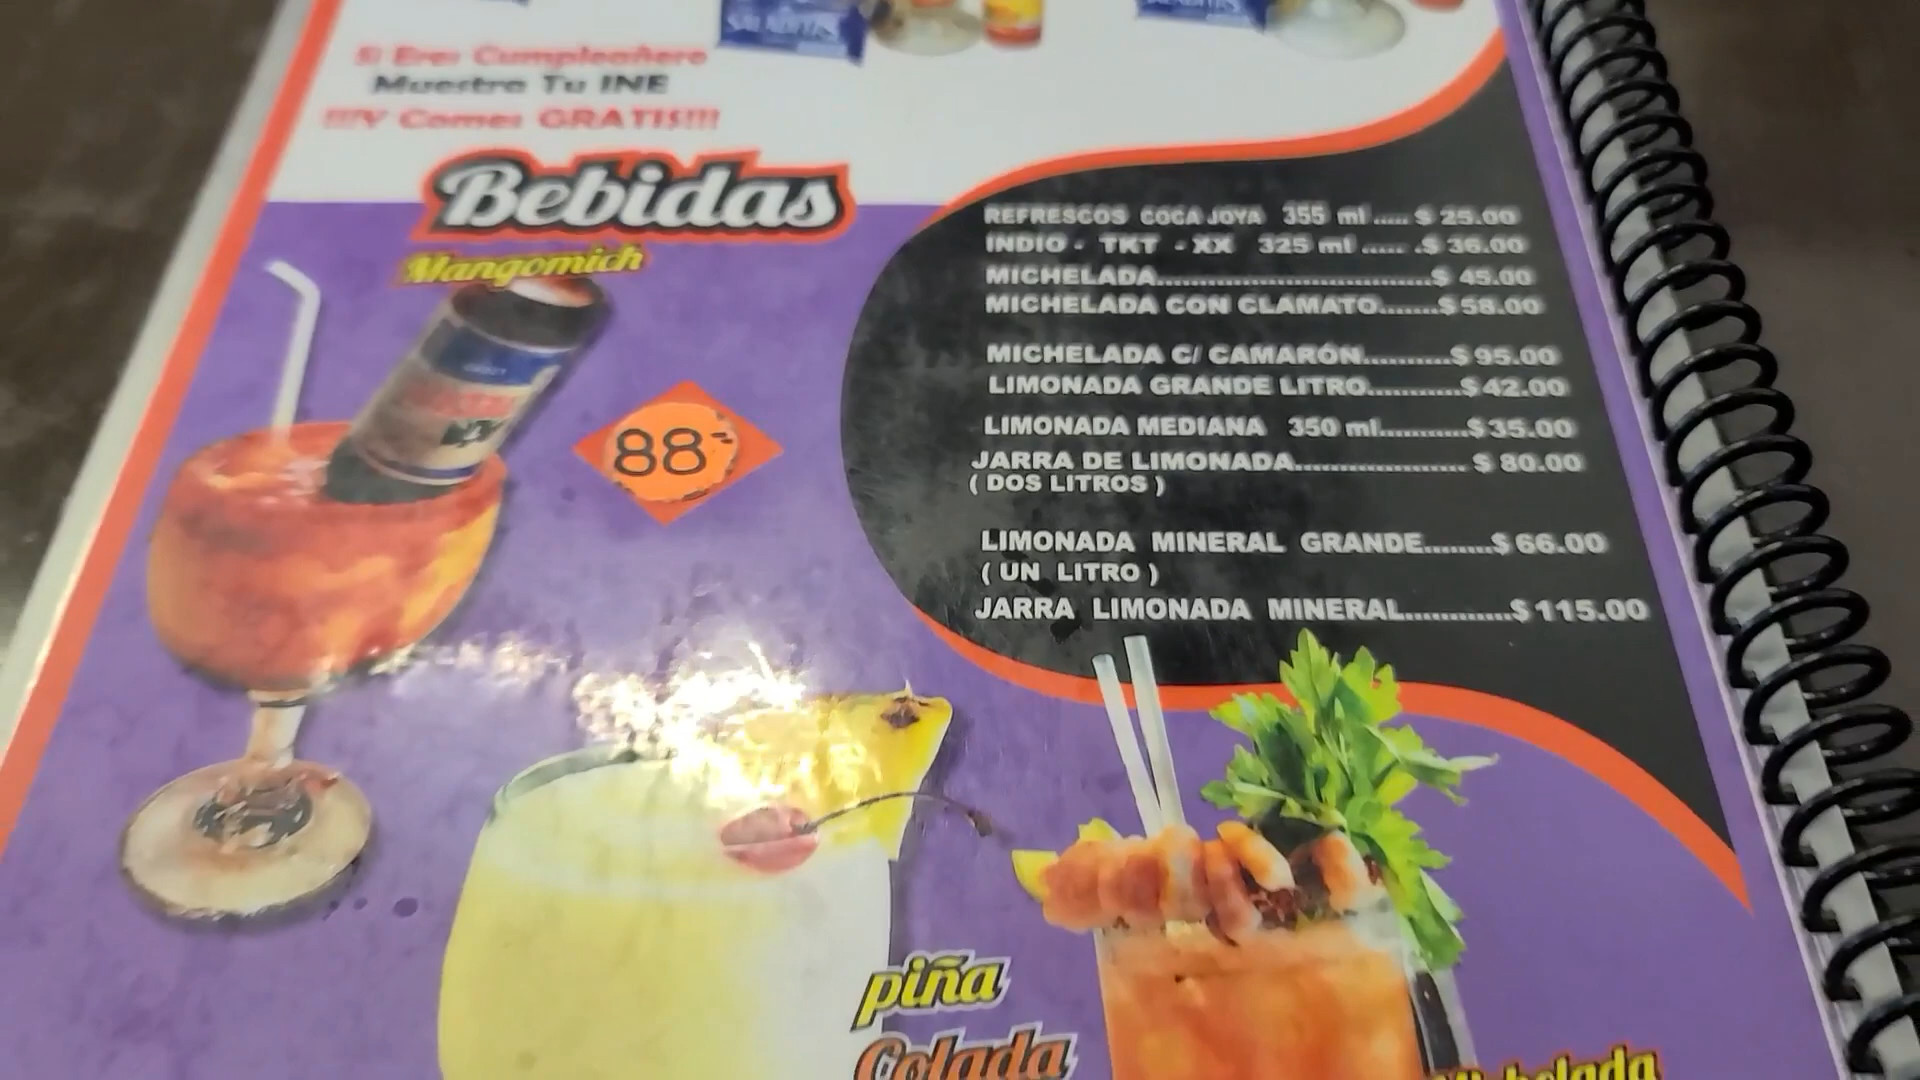 Si Eres Cumpleañero
Muestra Tu INE
!!!Y Comes GRATIS!!!
Bebidas
Mangomich
88-
REFRESCOS COCA JOYA 355 ml ..... $ 25.00
INDIO - TKT - XX 325 ml ..... .$ 36.00
MICHELADA................................$ 45.00
MICHELADA CON CLAMATO.......$ 58.00
MICHELADA C/ CAMARÓN..........$ 95.00
LIMONADA GRANDE LITRO...........$ 42.00
LIMONADA MEDIANA 350 ml...........$ 35.00
JARRA DE LIMONADA.................... $ 80.00
( DOS LITROS )
LIMONADA MINERAL GRANDE........$ 66.00
( UN LITRO )
JARRA LIMONADA MINERAL.............$ 115.00
piña
Colada
Michelada